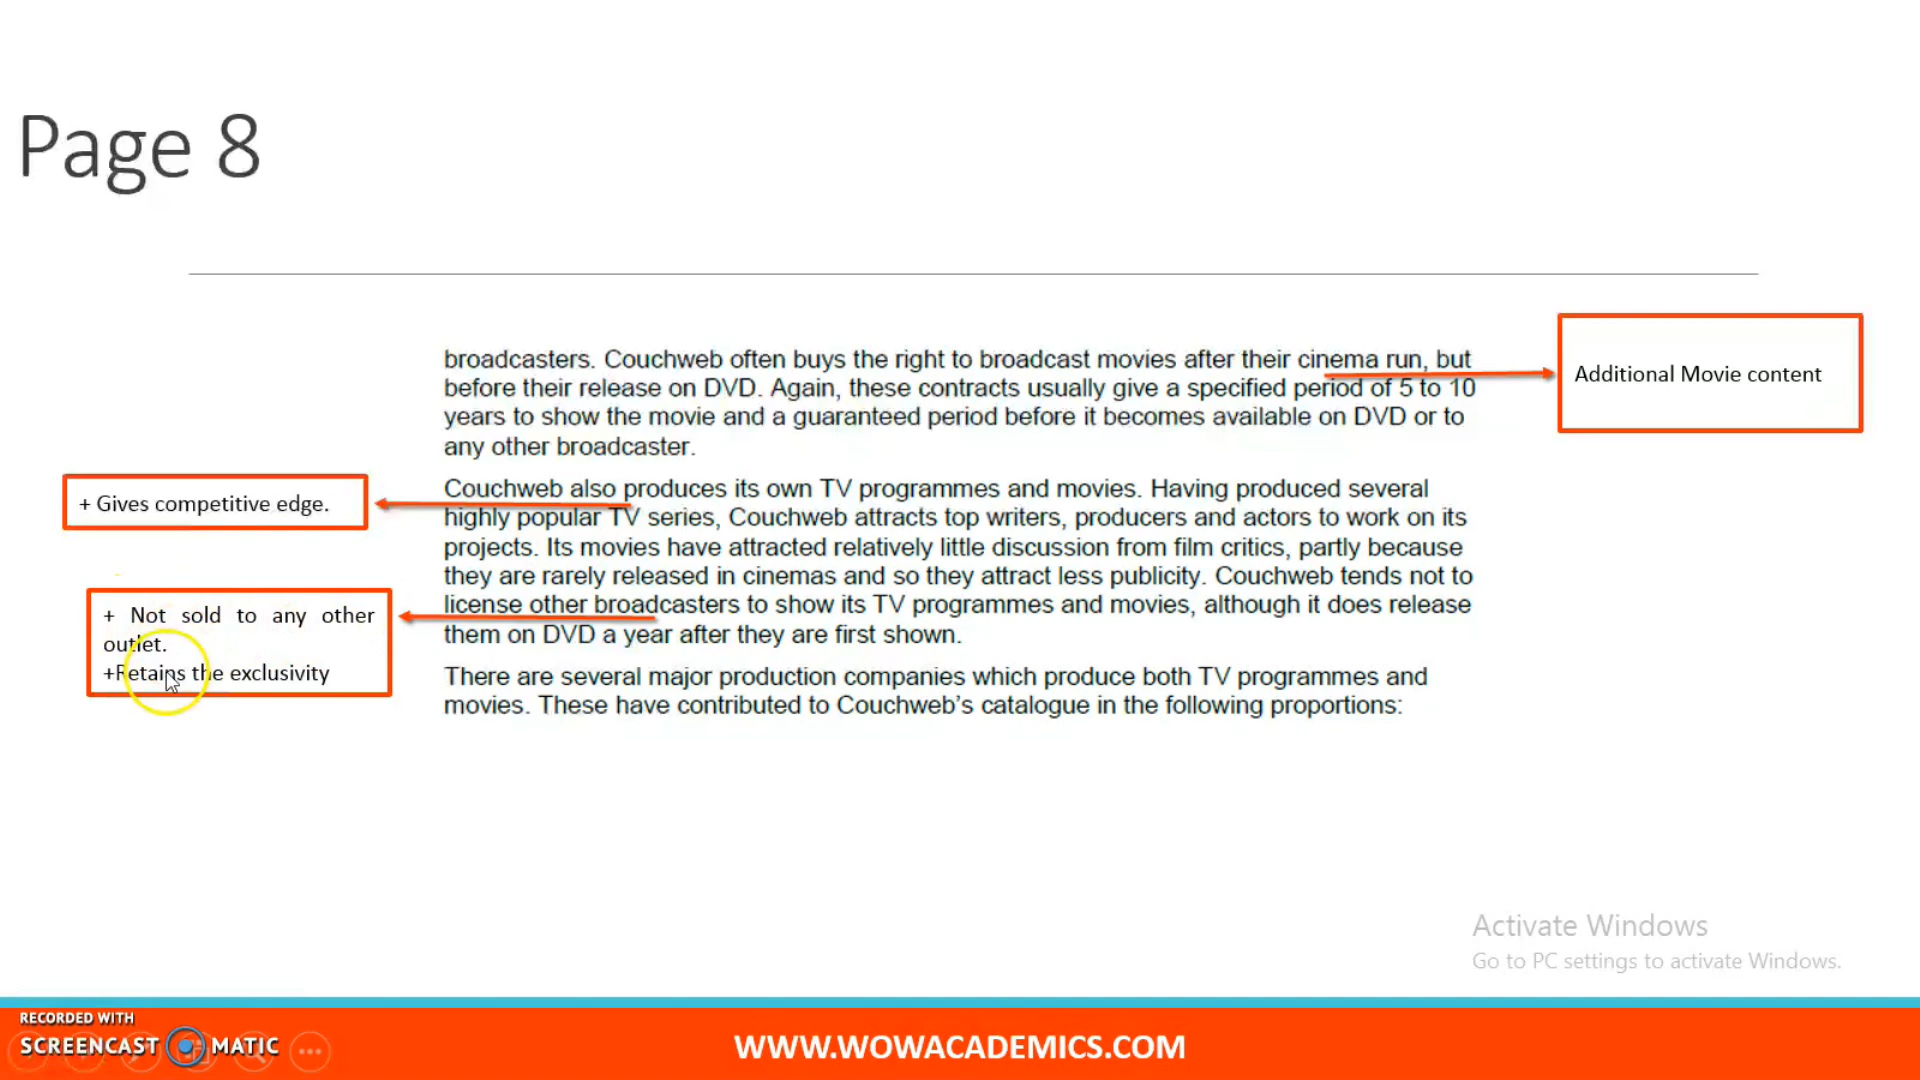 Page 8
broadcasters. Couchweb often buys the right to broadcast movies after their cinema run, but
before their release on DVD. Again, these contracts usually give a specified period of 5 to 10
years to show the movie and a guaranteed period before it becomes available on DVD or to
any other broadcaster.
Additional Movie content
Couchweb also produces its own TV programmes and movies. Having produced several
highly popular TV series, Couchweb attracts top writers, producers and actors to work on its
projects. Its movies have attracted relatively little discussion from film critics, partly because
they are rarely released in cinemas and so they attract less publicity. Couchweb tends not to
license other broadcasters to show its TV programmes and movies, although it does release
them on DVD a year after they are first shown.
+ Gives competitive edge.
+ Not sold to any other
outlet.
+Retains the exclusivity
There are several major production companies which produce both TV programmes and
movies. These have contributed to Couchweb's catalogue in the following proportions:
Activate Windows
Go to PC settings to activate Windows.
RECORDED WITH
SCREENCAST MATIC
WWW.WOWACADEMICS.COM